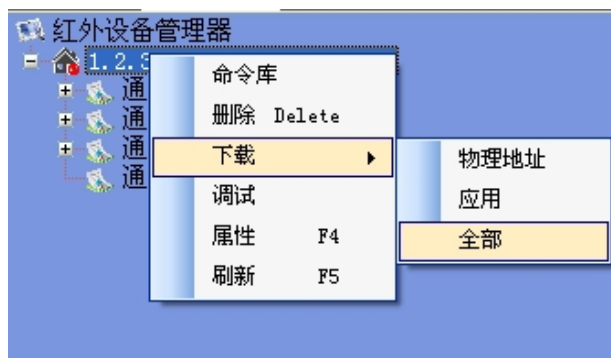 红外设备管理器
1.2.3
通
通
通
通
命令库
删除 Delete
下载
调试
属性 F4
刷新 F5
物理地址
应用
全部